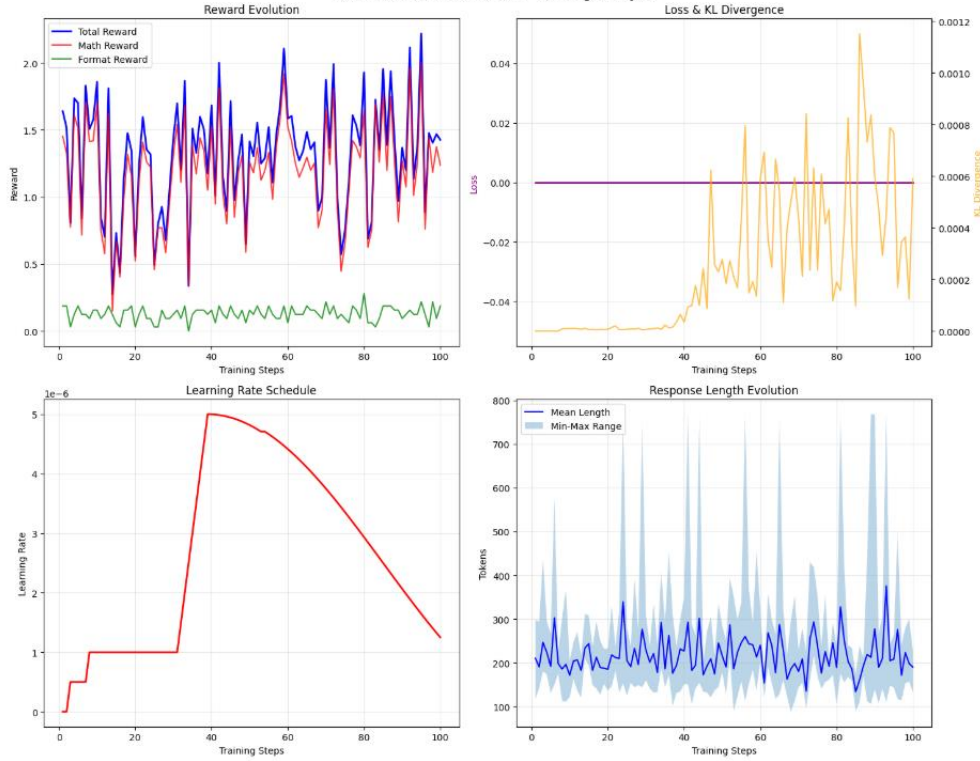 Reward Evolution
Total Reward
Math Reward
Format Reward
2.0
1.5
1.0
0.5
0.0
Reward
0 20 40 60 80 100
Training Steps
Loss & KL Divergence
0.04
0.02
0.00
−0.02
−0.04
Loss
0.0012
0.0010
0.0008
0.0006
0.0004
0.0002
0.0000
KL Divergence
0 20 40 60 80 100
Training Steps
Learning Rate Schedule
1e−6
5
4
3
2
1
0
Learning Rate
0 20 40 60 80 100
Training Steps
Response Length Evolution
Mean Length
Min-Max Range
800
700
600
500
400
300
200
100
Tokens
0 20 40 60 80 100
Training Steps